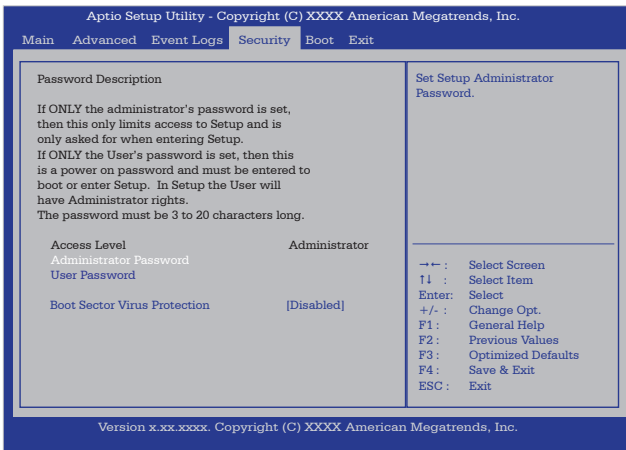 Aptio Setup Utility - Copyright (C) XXXX American Megatrends, Inc.
Main Advanced Event Logs Security Boot Exit
Password Description
If ONLY the administrator's password is set,
then this only limits access to Setup and is
only asked for when entering Setup.
If ONLY the User's password is set, then this
is a power on password and must be entered to
boot or enter Setup. In Setup the User will
have Administrator rights.
The password must be 3 to 20 characters long.
Access Level Administrator
Administrator Password
User Password
Boot Sector Virus Protection [Disabled]
Set Setup Administrator
Password.
→← : Select Screen
↑↓ : Select Item
Enter: Select
+/- : Change Opt.
F1 : General Help
F2 : Previous Values
F3 : Optimized Defaults
F4 : Save & Exit
ESC : Exit
Version x.xx.xxxx. Copyright (C) XXXX American Megatrends, Inc.